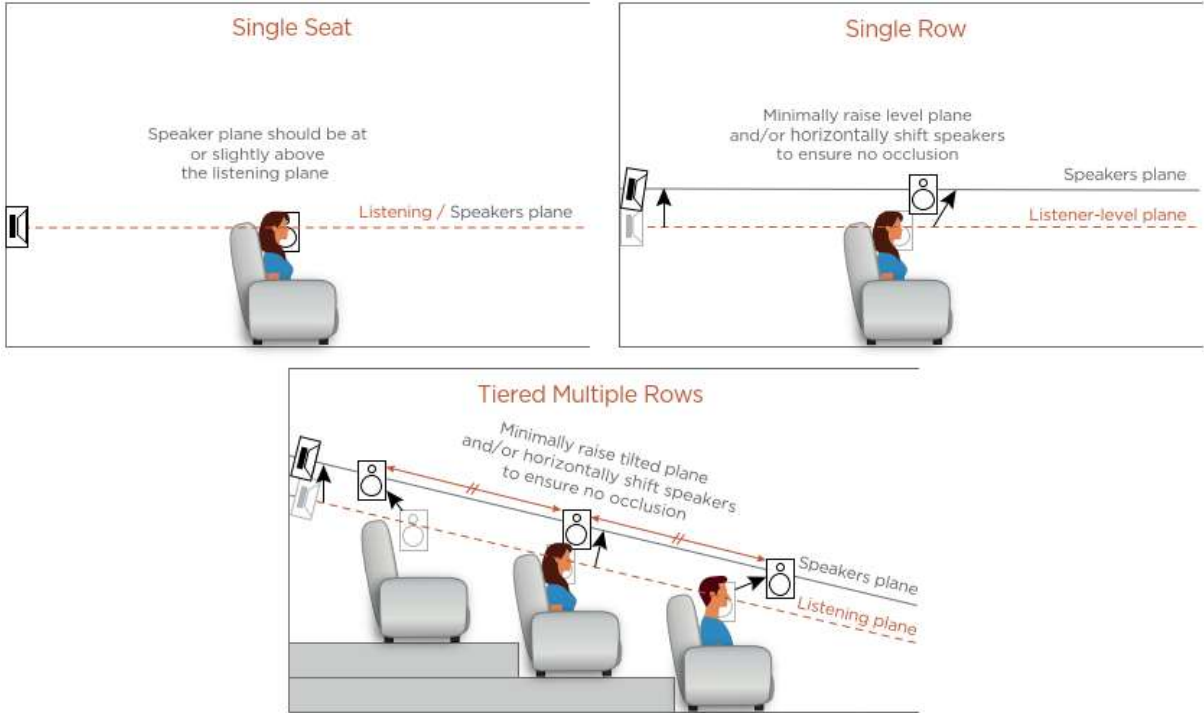 Single Seat
Speaker plane should be at
or slightly above
the listening plane
Listening / Speakers plane
Single Row
Minimally raise level plane
and/or horizontally shift speakers
to ensure no occlusion
Speakers plane
Listener-level plane
Tiered Multiple Rows
Minimally raise tilted plane
and/or horizontally shift speakers
to ensure no occlusion
Speakers plane
Listening plane